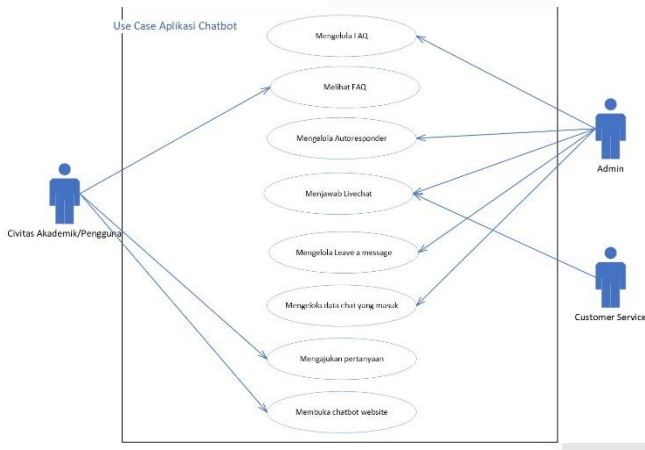 Use Case Aplikasi Chatbot
Mengelola FAQ
Melihat FAQ
Mengelola Autoresponder
Admin
Menjawab Livechat
Civitas Akademik/Pengguna
Mengelola Leave a message
Mengelola data chat yang masuk
Customer Service
Mengajukan pertanyaan
Membuka chatbot website